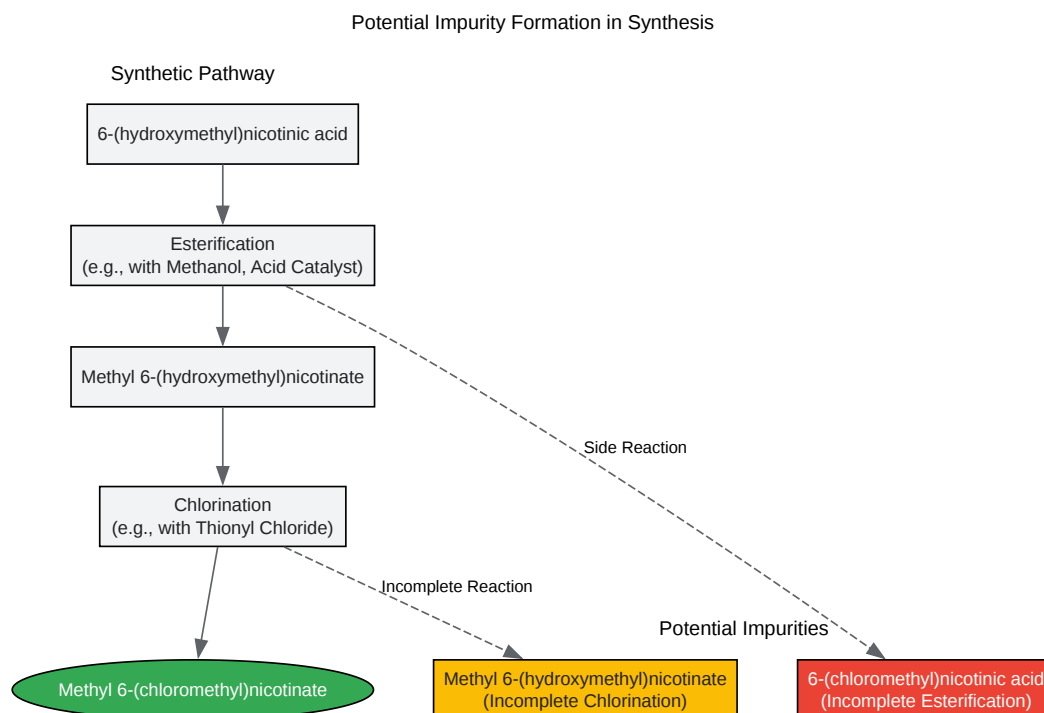 Potential Impurity Formation in Synthesis
Synthetic Pathway
6-(hydroxymethyl)nicotinic acid
Esterification
(e.g., with Methanol, Acid Catalyst)
Methyl 6-(hydroxymethyl)nicotinate
Side Reaction
Chlorination
(e.g., with Thionyl Chloride)
Incomplete Reaction
Potential Impurities
Methyl 6-(chloromethyl)nicotinate
Methyl 6-(hydroxymethyl)nicotinate
(Incomplete Chlorination)
6-(chloromethyl)nicotinic acid
(Incomplete Esterification)